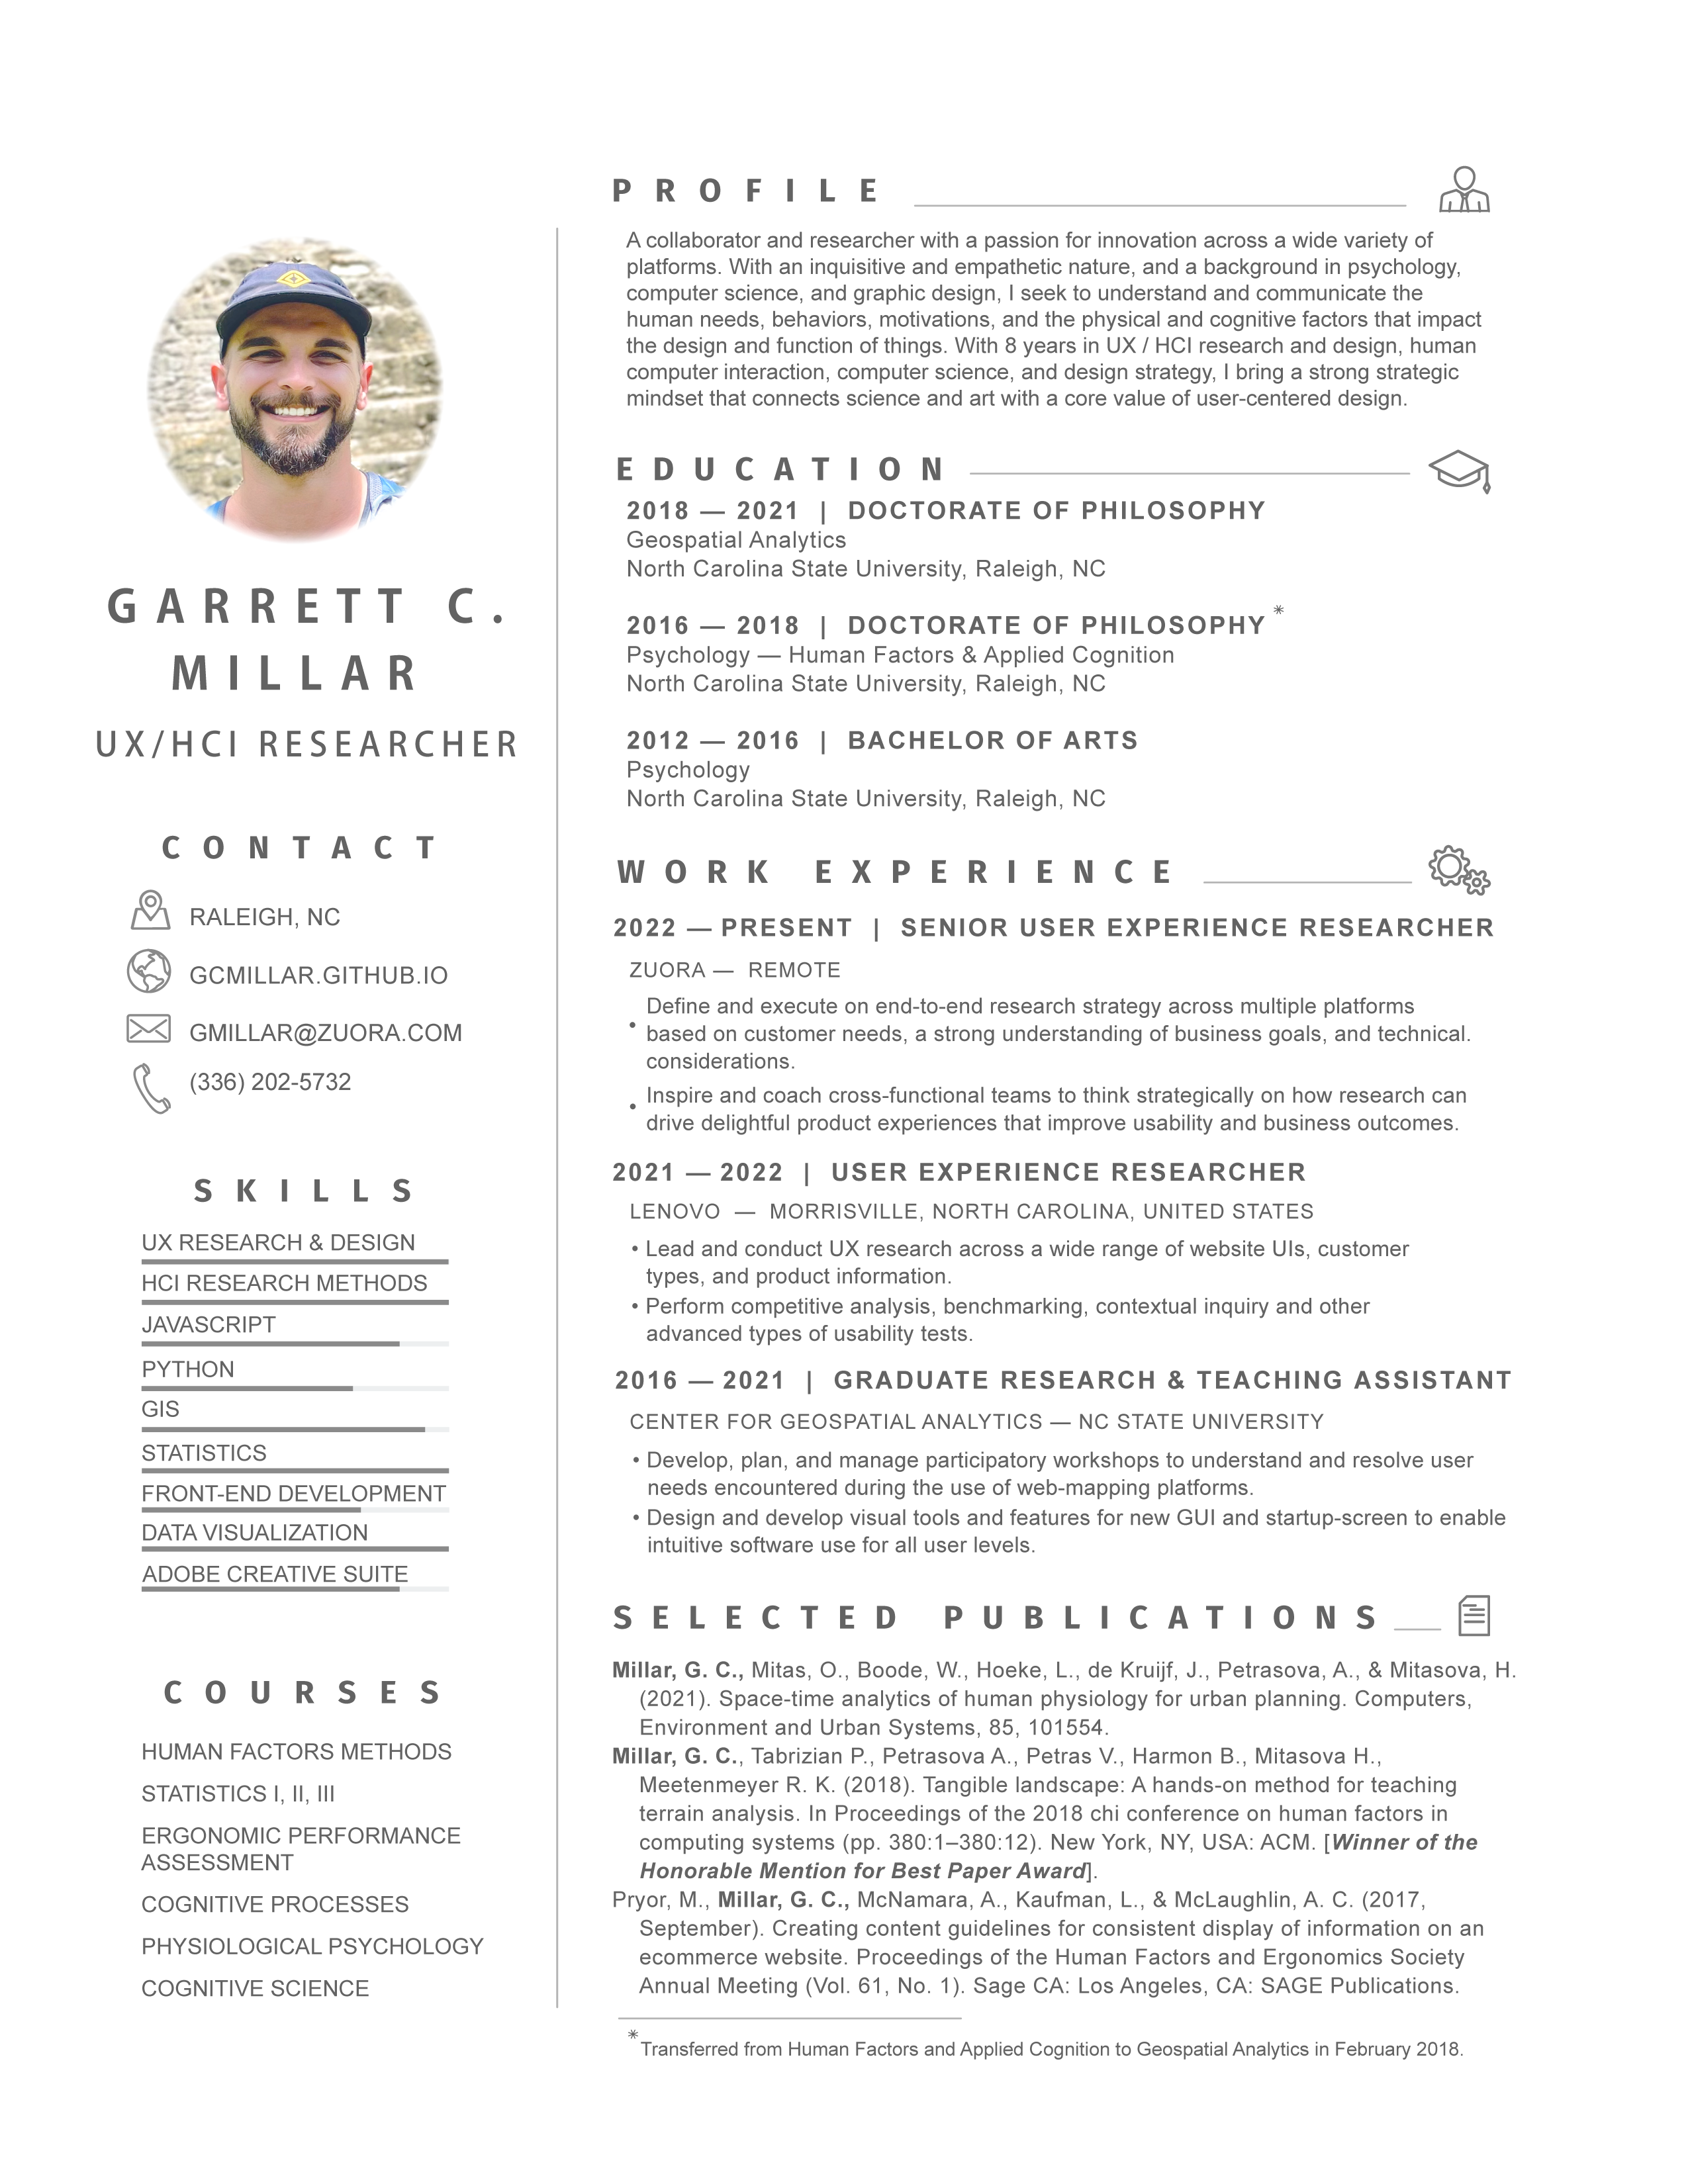 GARRETT C.
MILLAR
UX/HCI RESEARCHER
CONTACT
RALEIGH, NC
GCMILLAR.GITHUB.IO
GMILLAR@ZUORA.COM
(336) 202-5732
SKILLS
UX RESEARCH & DESIGN
HCI RESEARCH METHODS
JAVASCRIPT
PYTHON
GIS
STATISTICS
FRONT-END DEVELOPMENT
DATA VISUALIZATION
ADOBE CREATIVE SUITE
COURSES
HUMAN FACTORS METHODS
STATISTICS I, II, III
ERGONOMIC PERFORMANCE
ASSESSMENT
COGNITIVE PROCESSES
PHYSIOLOGICAL PSYCHOLOGY
COGNITIVE SCIENCE
PROFILE
A collaborator and researcher with a passion for innovation across a wide variety of
platforms. With an inquisitive and empathetic nature, and a background in psychology,
computer science, and graphic design, I seek to understand and communicate the
human needs, behaviors, motivations, and the physical and cognitive factors that impact
the design and function of things. With 8 years in UX / HCI research and design, human
computer interaction, computer science, and design strategy, I bring a strong strategic
mindset that connects science and art with a core value of user-centered design.
EDUCATION
2018 — 2021 | DOCTORATE OF PHILOSOPHY
Geospatial Analytics
North Carolina State University, Raleigh, NC
2016 — 2018 | DOCTORATE OF PHILOSOPHY *
Psychology — Human Factors & Applied Cognition
North Carolina State University, Raleigh, NC
2012 — 2016 | BACHELOR OF ARTS
Psychology
North Carolina State University, Raleigh, NC
WORK EXPERIENCE
2022 — PRESENT | SENIOR USER EXPERIENCE RESEARCHER
ZUORA — REMOTE
• Define and execute on end-to-end research strategy across multiple platforms
based on customer needs, a strong understanding of business goals, and technical.
considerations.
• Inspire and coach cross-functional teams to think strategically on how research can
drive delightful product experiences that improve usability and business outcomes.
2021 — 2022 | USER EXPERIENCE RESEARCHER
LENOVO — MORRISVILLE, NORTH CAROLINA, UNITED STATES
• Lead and conduct UX research across a wide range of website UIs, customer
types, and product information.
• Perform competitive analysis, benchmarking, contextual inquiry and other
advanced types of usability tests.
2016 — 2021 | GRADUATE RESEARCH & TEACHING ASSISTANT
CENTER FOR GEOSPATIAL ANALYTICS — NC STATE UNIVERSITY
• Develop, plan, and manage participatory workshops to understand and resolve user
needs encountered during the use of web-mapping platforms.
• Design and develop visual tools and features for new GUI and startup-screen to enable
intuitive software use for all user levels.
SELECTED PUBLICATIONS
Millar, G. C., Mitas, O., Boode, W., Hoeke, L., de Kruijf, J., Petrasova, A., & Mitasova, H.
(2021). Space-time analytics of human physiology for urban planning. Computers,
Environment and Urban Systems, 85, 101554.
Millar, G. C., Tabrizian P., Petrasova A., Petras V., Harmon B., Mitasova H.,
Meetenmeyer R. K. (2018). Tangible landscape: A hands-on method for teaching
terrain analysis. In Proceedings of the 2018 chi conference on human factors in
computing systems (pp. 380:1–380:12). New York, NY, USA: ACM. [Winner of the
Honorable Mention for Best Paper Award].
Pryor, M., Millar, G. C., McNamara, A., Kaufman, L., & McLaughlin, A. C. (2017,
September). Creating content guidelines for consistent display of information on an
ecommerce website. Proceedings of the Human Factors and Ergonomics Society
Annual Meeting (Vol. 61, No. 1). Sage CA: Los Angeles, CA: SAGE Publications.
*Transferred from Human Factors and Applied Cognition to Geospatial Analytics in February 2018.